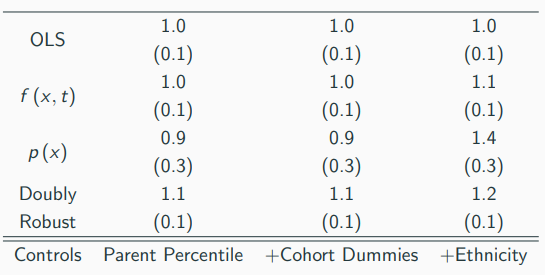 OLS 1.0 1.0 1.0
(0.1) (0.1) (0.1)
f (x, t) 1.0 1.0 1.1
(0.1) (0.1) (0.1)
p (x) 0.9 0.9 1.4
(0.3) (0.3) (0.3)
Doubly 1.1 1.1 1.2
Robust (0.1) (0.1) (0.1)
Controls Parent Percentile +Cohort Dummies +Ethnicity